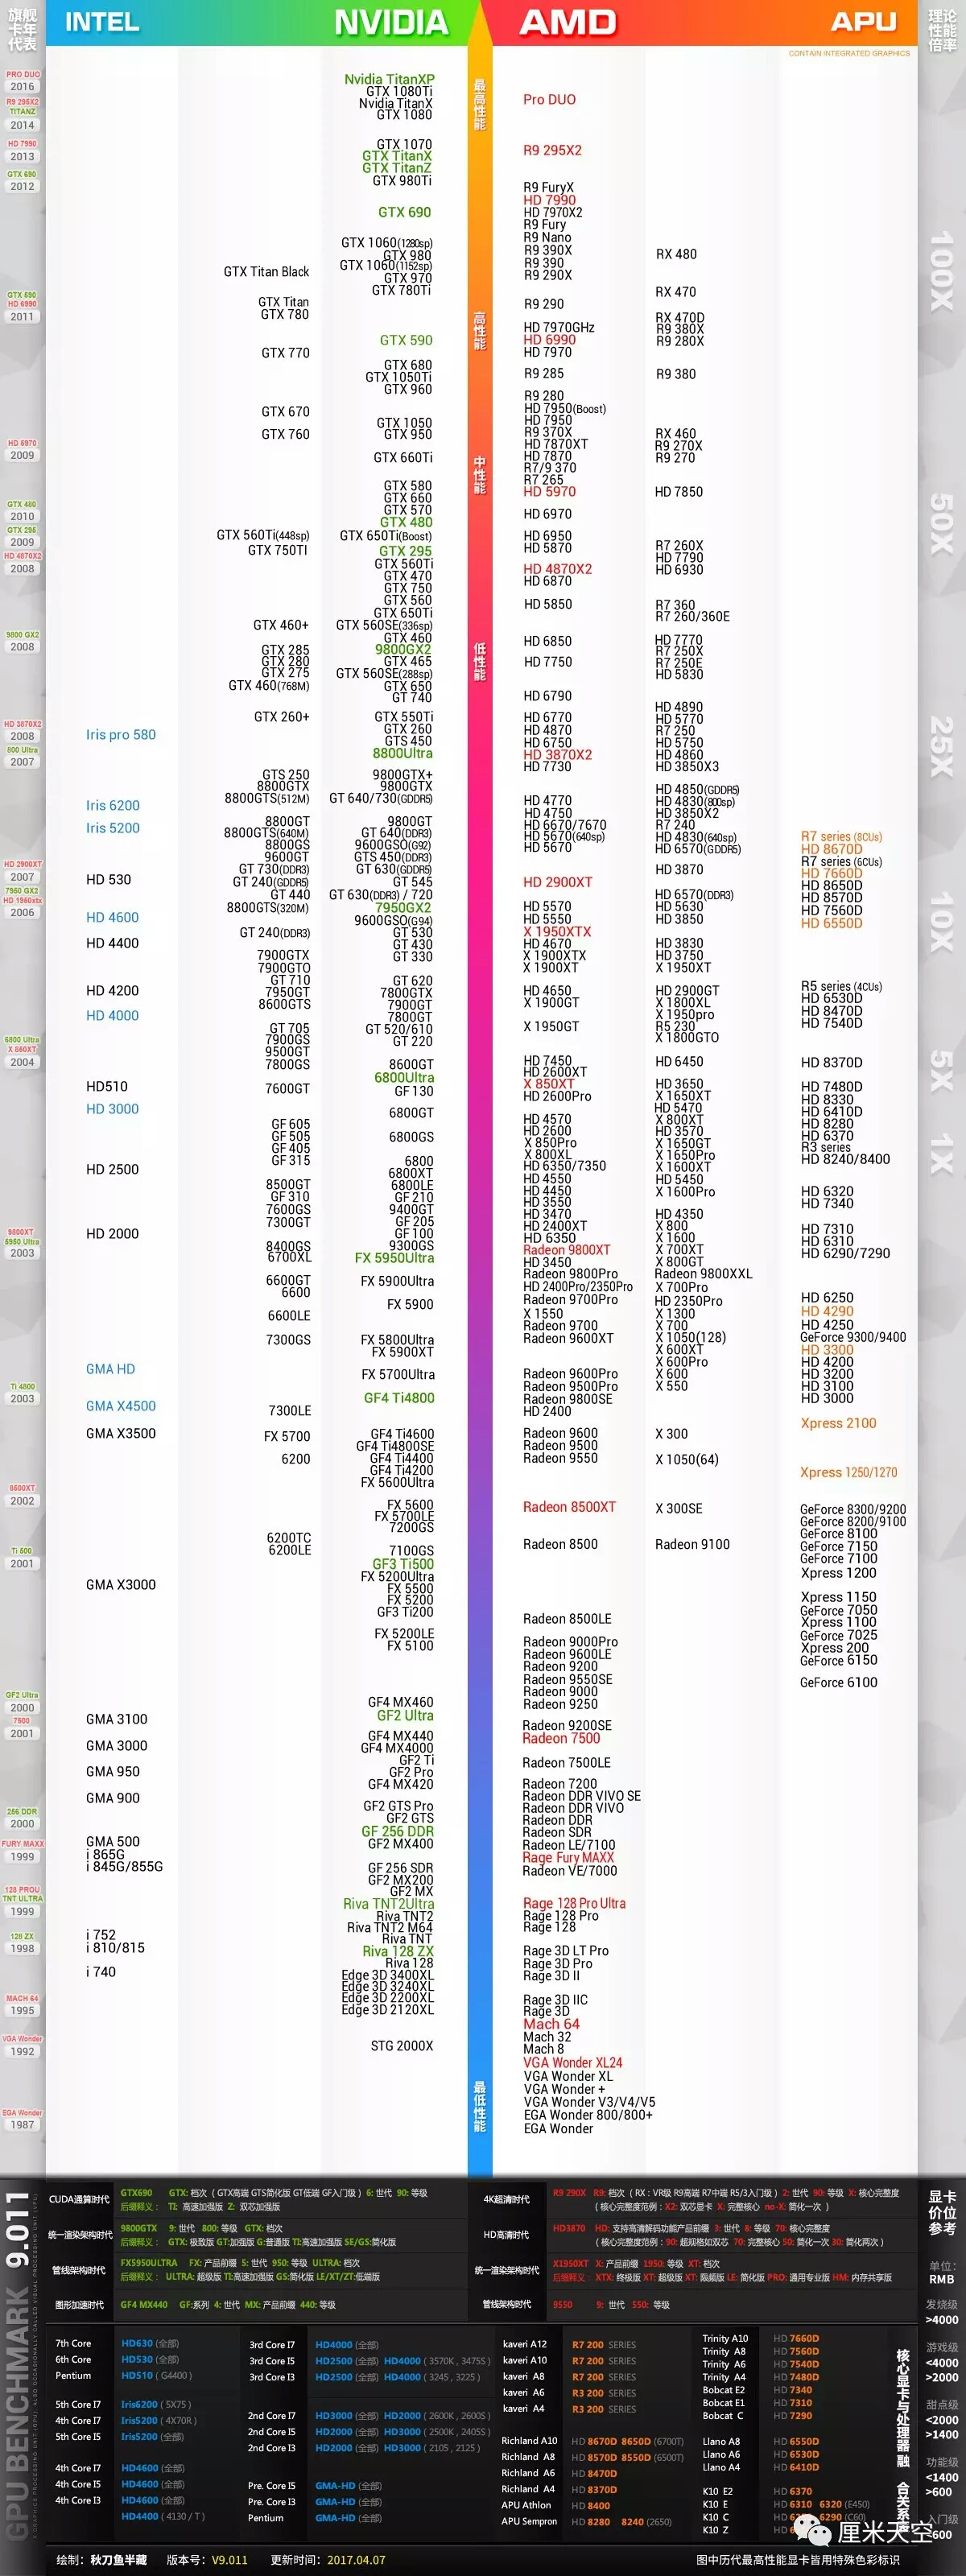 旗舰
卡年
代表
INTEL
NVIDIA
AMD
APU
理论
性能
倍率
CONTAIN INTEGRATED GRAPHICS
PRO DUO
2016
R9 295X2
TITANZ
2014
HD 7990
2013
GTX 690
2012
GTX 590
HD 6990
2011
HD 5970
2009
GTX 480
2010
GTX 295
2009
HD 4870X2
2008
9800 GX2
2008
HD 3870X2
2008
800 Ultra
2007
HD 2900XT
2007
7950 GX2
HD 1950xtx
2006
6800 Ultra
X 850XT
2004
9800XT
5950 Ultra
2003
Ti 4800
2003
8500XT
2002
Ti 500
2001
GF2 Ultra
2000
7500
2001
256 DDR
2000
FURY MAXX
1999
128 PROU
TNT ULTRA
1999
128 ZX
1998
MACH 64
1995
VGA Wonder
1992
EGA Wonder
1987
Iris pro 580
Iris 6200
Iris 5200
HD 530
HD 4600
HD 4400
HD 4200
HD 4000
HD510
HD 3000
HD 2500
HD 2000
GMA HD
GMA X4500
GMA X3500
GMA X3000
GMA 3100
GMA 3000
GMA 950
GMA 900
GMA 500
i 865G
i 845G/855G
i 752
i 810/815
i 740
GTX Titan Black
GTX Titan
GTX 780
GTX 770
GTX 670
GTX 760
GTX 560Ti(448sp)
GTX 750TI
GTX 460+
GTX 285
GTX 280
GTX 275
GTX 460(768M)
GTX 260+
GTS 250
8800GTX
8800GTS(512M)
8800GT
8800GTS(640M)
8800GS
9600GT
GT 730(DDR3)
GT 240(GDDR5)
GT 440
8800GTS(320M)
GT 240(DDR3)
7900GTX
7900GTO
GT 710
7950GT
8600GTS
GT 705
7900GS
9500GT
7800GS
7600GT
GF 605
GF 505
GF 405
GF 315
8500GT
GF 310
7600GS
7300GT
8400GS
6700XL
6600GT
6600
6600LE
7300GS
7300LE
FX 5700
6200
6200TC
6200LE
Nvidia TitanXP
GTX 1080Ti
Nvidia TitanX
GTX 1080
GTX 1070
GTX TitanX
GTX TitanZ
GTX 980Ti
GTX 690
GTX 1060(1280sp)
GTX 980
GTX 1060(1152sp)
GTX 970
GTX 780Ti
GTX 590
GTX 680
GTX 1050Ti
GTX 960
GTX 1050
GTX 950
GTX 660Ti
GTX 580
GTX 660
GTX 570
GTX 480
GTX 650Ti(Boost)
GTX 295
GTX 560Ti
GTX 470
GTX 750
GTX 560
GTX 650Ti
GTX 560SE(336sp)
GTX 460
9800GX2
GTX 465
GTX 560SE(288sp)
GTX 650
GT 740
GTX 550Ti
GTX 260
GTS 450
8800Ultra
9800GTX+
9800GTX
GT 640/730(GDDR5)
9800GT
GT 640(DDR3)
9600GSO(G92)
GTS 450(DDR3)
GT 630(GDDR5)
GT 545
GT 630(DDR3) / 720
7950GX2
9600GSO(G94)
GT 530
GT 430
GT 330
GT 620
7800GTX
7900GT
7800GT
GT 520/610
GT 220
8600GT
6800Ultra
GF 130
6800GT
6800GS
6800
6800XT
6800LE
GF 210
9400GT
GF 205
GF 100
9300GS
FX 5950Ultra
FX 5900Ultra
FX 5900
FX 5800Ultra
FX 5900XT
FX 5700Ultra
GF4 Ti4800
GF4 Ti4600
GF4 Ti4800SE
GF4 Ti4400
GF4 Ti4200
FX 5600Ultra
FX 5600
FX 5700LE
7200GS
7100GS
GF3 Ti500
FX 5200Ultra
FX 5500
FX 5200
GF3 Ti200
FX 5200LE
FX 5100
GF4 MX460
GF2 Ultra
GF4 MX440
GF4 MX4000
GF2 Ti
GF2 Pro
GF4 MX420
GF2 GTS Pro
GF2 GTS
GF 256 DDR
GF2 MX400
GF 256 SDR
GF2 MX200
GF2 MX
Riva TNT2Ultra
Riva TNT2
Riva TNT2 M64
Riva TNT
Riva 128 ZX
Riva 128
Edge 3D 3400XL
Edge 3D 3240XL
Edge 3D 2200XL
Edge 3D 2120XL
STG 2000X
最高性能
高性能
中性能
低性能
最低性能
Pro DUO
R9 295X2
R9 FuryX
HD 7990
HD 7970X2
R9 Fury
R9 Nano
R9 390X
R9 390
R9 290X
R9 290
HD 7970GHz
HD 6990
HD 7970
R9 285
R9 280
HD 7950(Boost)
HD 7950
R9 370X
HD 7870XT
HD 7870
R7/9 370
R7 265
HD 5970
HD 6970
HD 6950
HD 5870
HD 4870X2
HD 6870
HD 5850
HD 6850
HD 7750
HD 6790
HD 6770
HD 4870
HD 6750
HD 3870X2
HD 7730
HD 4770
HD 4750
HD 6670/7670
HD 5670(640sp)
HD 5670
HD 2900XT
HD 5570
HD 5550
X 1950XTX
HD 4670
X 1900XTX
X 1900XT
HD 4650
X 1900GT
X 1950GT
HD 7450
HD 2600XT
X 850XT
HD 2600Pro
HD 4570
HD 2600
X 850Pro
X 800XL
HD 6350/7350
HD 4550
HD 4450
HD 3550
HD 3470
HD 2400XT
HD 6350
Radeon 9800XT
HD 3450
Radeon 9800Pro
HD 2400Pro/2350Pro
Radeon 9700Pro
X 1550
Radeon 9700
Radeon 9600XT
Radeon 9600Pro
Radeon 9500Pro
Radeon 9800SE
HD 2400
Radeon 9600
Radeon 9500
Radeon 9550
Radeon 8500XT
Radeon 8500
Radeon 8500LE
Radeon 9000Pro
Radeon 9600LE
Radeon 9200
Radeon 9550SE
Radeon 9000
Radeon 9250
Radeon 9200SE
Radeon 7500
Radeon 7500LE
Radeon 7200
Radeon DDR VIVO SE
Radeon DDR VIVO
Radeon DDR
Radeon SDR
Radeon LE/7100
Rage Fury MAXX
Radeon VE/7000
Rage 128 Pro Ultra
Rage 128 Pro
Rage 128
Rage 3D LT Pro
Rage 3D Pro
Rage 3D II
Rage 3D IIC
Rage 3D
Mach 64
Mach 32
Mach 8
VGA Wonder XL24
VGA Wonder XL
VGA Wonder +
VGA Wonder V3/V4/V5
EGA Wonder 800/800+
EGA Wonder
RX 480
RX 470
RX 470D
R9 380X
R9 280X
R9 380
RX 460
R9 270X
R9 270
HD 7850
R7 260X
HD 7790
HD 6930
R7 360
R7 260/360E
HD 7770
R7 250X
R7 250E
HD 5830
HD 4890
HD 5770
R7 250
HD 5750
HD 4860
HD 3850X3
HD 4850(GDDR5)
HD 4830(800sp)
HD 3850X2
R7 240
HD 4830(640sp)
HD 6570(GDDR5)
HD 3870
HD 6570(DDR3)
HD 5630
HD 3850
HD 3830
HD 3750
X 1950XT
HD 2900GT
X 1800XL
X 1950pro
R5 230
X 1800GTO
HD 6450
HD 3650
X 1650XT
HD 5470
X 800XT
HD 3570
X 1650GT
X 1650Pro
X 1600XT
HD 5450
X 1600Pro
HD 4350
X 800
X 1600
X 700XT
X 800GT
Radeon 9800XXL
X 700Pro
HD 2350Pro
X 1300
X 700
X 1050(128)
X 600XT
X 600Pro
X 600
X 550
X 300
X 1050(64)
X 300SE
Radeon 9100
R7 series (8CUs)
HD 8670D
R7 series (6CUs)
HD 7660D
HD 8650D
HD 8570D
HD 7560D
HD 6550D
R5 series (4CUs)
HD 6530D
HD 8470D
HD 7540D
HD 8370D
HD 7480D
HD 8330
HD 6410D
HD 8280
HD 6370
R3 series
HD 8240/8400
HD 6320
HD 7340
HD 7310
HD 6310
HD 6290/7290
HD 6250
HD 4290
HD 4250
GeForce 9300/9400
HD 3300
HD 4200
HD 3200
HD 3100
HD 3000
Xpress 2100
Xpress 1250/1270
GeForce 8300/9200
GeForce 8200/9100
GeForce 8100
GeForce 7150
GeForce 7100
Xpress 1200
Xpress 1150
GeForce 7050
Xpress 1100
GeForce 7025
Xpress 200
GeForce 6150
GeForce 6100
100X
50X
25X
10X
5X
1X
GPU BENCHMARK 9.011
CUDA通算时代
GTX690 GTX: 档次 ( GTX高端 GTS简化版 GT低端 GF入门级 ) 6: 世代 90: 等级
后缀释义： TI: 高速加强版 Z: 双芯加强版
统一渲染架构时代
9800GTX 9: 世代 800: 等级 GTX: 档次
后缀释义： GTX: 极致版 GT:加强版 G:普通版 TI:高速加强版 SE/GS:简化版
管线架构时代
FX5950ULTRA FX: 产品前缀 5: 世代 950: 等级 ULTRA: 档次
后缀释义： ULTRA: 超级版 TI:高速加强版 GS:简化版 LE/XT/ZT:低端版
图形加速时代
GF4 MX440 GF:系列 4: 世代 MX: 产品前缀 440: 等级
4K超清时代
R9 290X R9: 档次 ( RX : VR级 R9高端 R7中端 R5/3入门级 ) 2: 世代 90: 等级 X: 核心完整度
( 核心完整度范例：X2: 双芯显卡 X: 完整核心 no-X: 简化一次 )
HD高清时代
HD3870 HD: 支持高清解码功能产品前缀 3: 世代 8: 等级 70: 核心完整度
( 核心完整度范例：90: 超规格如双芯 70: 完整核心 50: 简化一次 30: 简化两次 )
统一渲染架构时代
X1950XT X: 产品前缀 1950: 等级 XT: 档次
后缀释义： XTX: 终极版 XT: 超级版 XT: 限频版 LE: 简化版 PRO: 通用专业版 HM: 内存共享版
管线架构时代
9550 9: 世代 550: 等级
显卡
价位
参考
单位：
RMB
发烧级
>4000
游戏级
<4000
>2000
甜点级
<2000
>1400
功能级
<1400
>600
入门级
<600
7th Core HD630 (全部)
6th Core HD530 (全部)
Pentium HD510 ( G4400 )
5th Core I7 Iris6200 ( 5X75 )
4th Core I7 Iris5200 ( 4X70R )
5th Core I5 Iris5200 (全部)
4th Core I7 HD4600 (全部)
4th Core I5 HD4600 (全部)
4th Core I3 HD4600 (全部)
HD4400 ( 4130 / T )
3rd Core I7 HD4000 (全部)
3rd Core I5 HD2500 (全部) HD4000 ( 3570K , 3475S )
3rd Core I3 HD2500 (全部) HD4000 ( 3245 , 3225 )
2nd Core I7 HD3000 (全部) HD2000 ( 2600K , 2600S )
2nd Core I5 HD2000 (全部) HD3000 ( 2500K , 2405S )
2nd Core I3 HD2000 (全部) HD3000 ( 2105 , 2125 )
Pre. Core I5 GMA-HD (全部)
Pre. Core I3 GMA-HD (全部)
Pentium GMA-HD (全部)
kaveri A12 R7 200 SERIES
kaveri A10 R7 200 SERIES
kaveri A8 R7 200 SERIES
kaveri A6 R3 200 SERIES
kaveri A4 R3 200 SERIES
Richland A10 HD 8670D 8650D (6700T)
Richland A8 HD 8570D 8550D (6500T)
Richland A6 HD 8470D
Richland A4 HD 8370D
APU Athlon HD 8400
APU Sempron HD 8280 8240 (2650)
Trinity A10 HD 7660D
Trinity A8 HD 7560D
Trinity A6 HD 7540D
Trinity A4 HD 7480D
Bobcat E2 HD 7340
Bobcat E1 HD 7310
Bobcat C HD 7290
Llano A8 HD 6550D
Llano A6 HD 6530D
Llano A4 HD 6410D
K10 E2 HD 6370
K10 E HD 6310 6320 (E450)
K10 C HD 6290 (C60)
K10 Z HD
核心显卡与处理器融合关系
厘米天空
绘制：秋刀鱼半藏 版本号：V9.011 更新时间：2017.04.07
图中历代最高性能显卡皆用特殊色彩标识